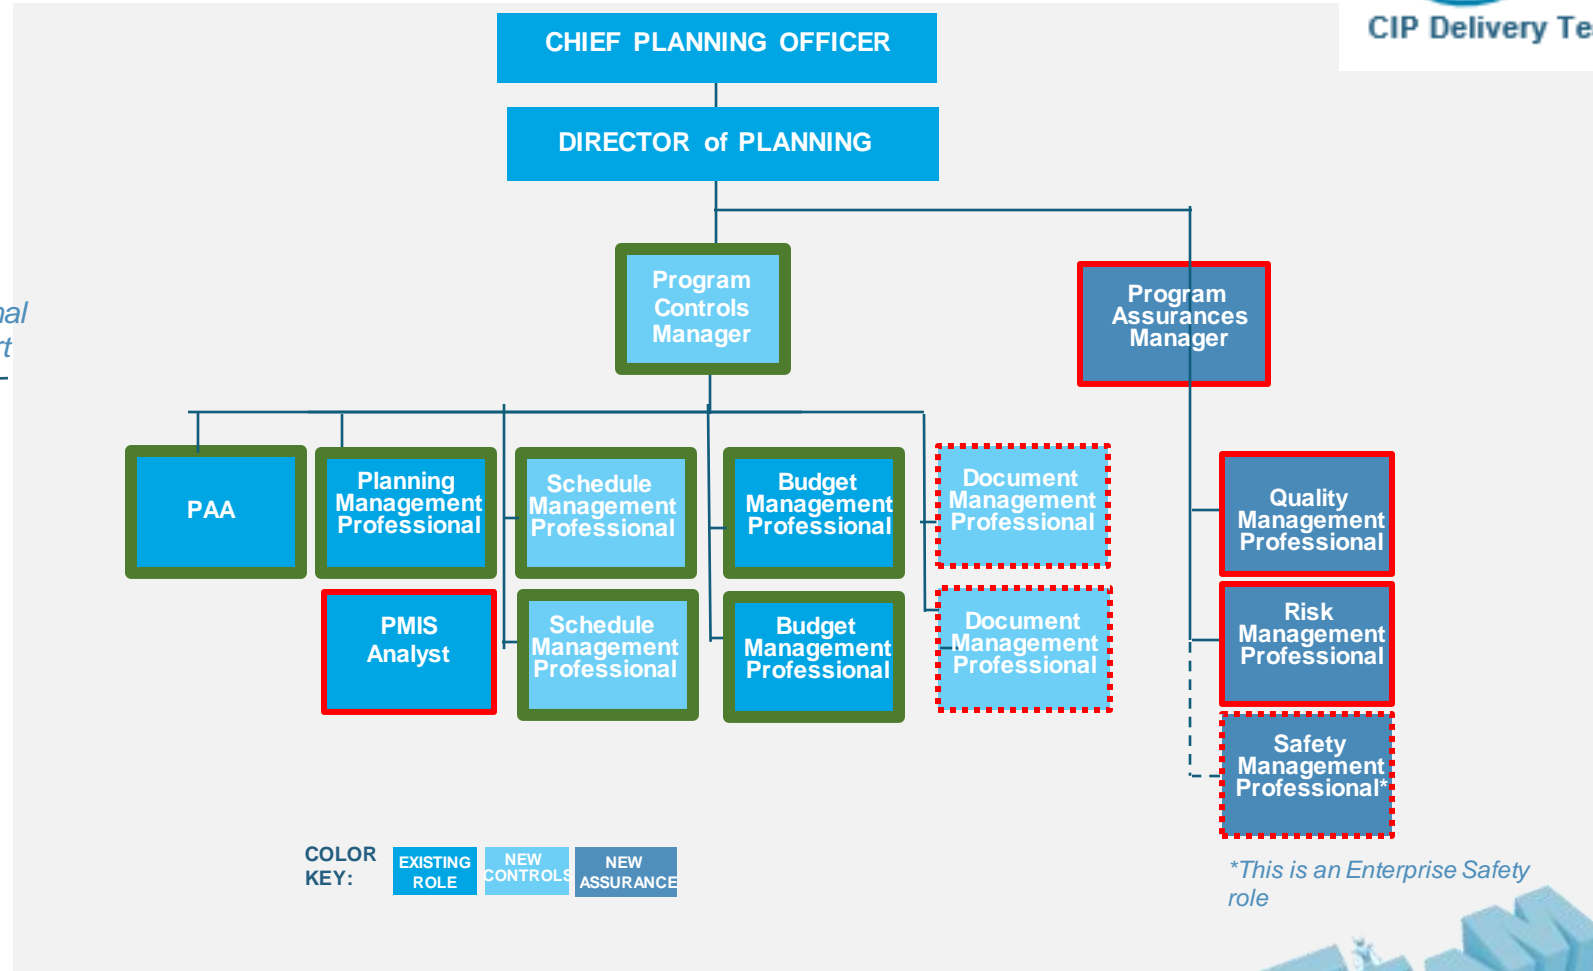 CIP Delivery
CHIEF PLANNING OFFICER
DIRECTOR of PLANNING
Program
Controls
Manager
Program
Assurances
Manager
PAA
Planning
Management
Professional
Schedule
Management
Professional
Budget
Management
Professional
Document
Management
Professional
Quality
Management
Professional
PMIS
Analyst
Schedule
Management
Professional
Budget
Management
Professional
Document
Management
Professional
Risk
Management
Professional
Safety
Management
Professional*
COLOR
KEY:
EXISTING
ROLE
NEW
CONTROLS
NEW
ASSURANCE
*This is an Enterprise Safety
role